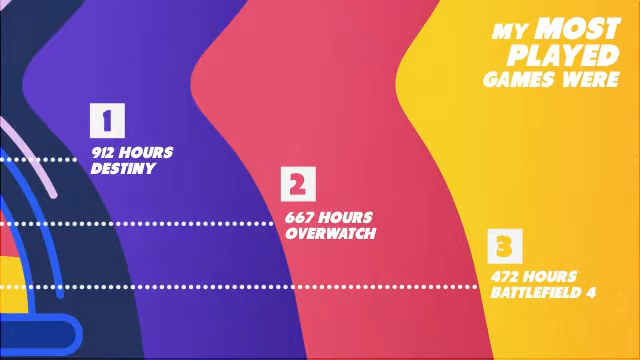 MY MOST
PLAYED
GAMES WERE
1
912 HOURS
DESTINY
2
667 HOURS
OVERWATCH
3
472 HOURS
BATTLEFIELD 4